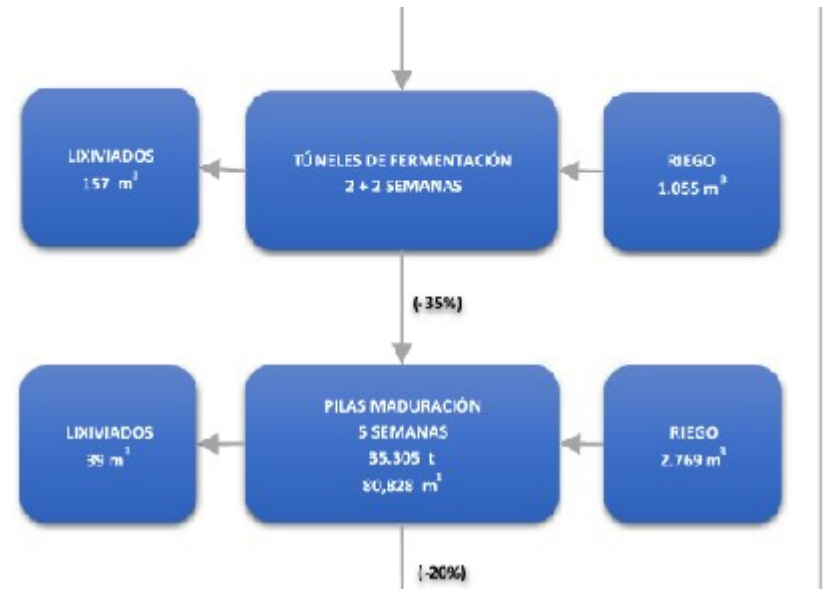 LIXIVIADOS
157 m³
TÚNELES DE FERMENTACIÓN
2 + 2 SEMANAS
RIEGO
1.055 m³
(-35%)
LIXIVIADOS
39 m³
PILAS MADURACIÓN
5 SEMANAS
35.305 t
80,828 m³
RIEGO
2.769 m³
(-20%)